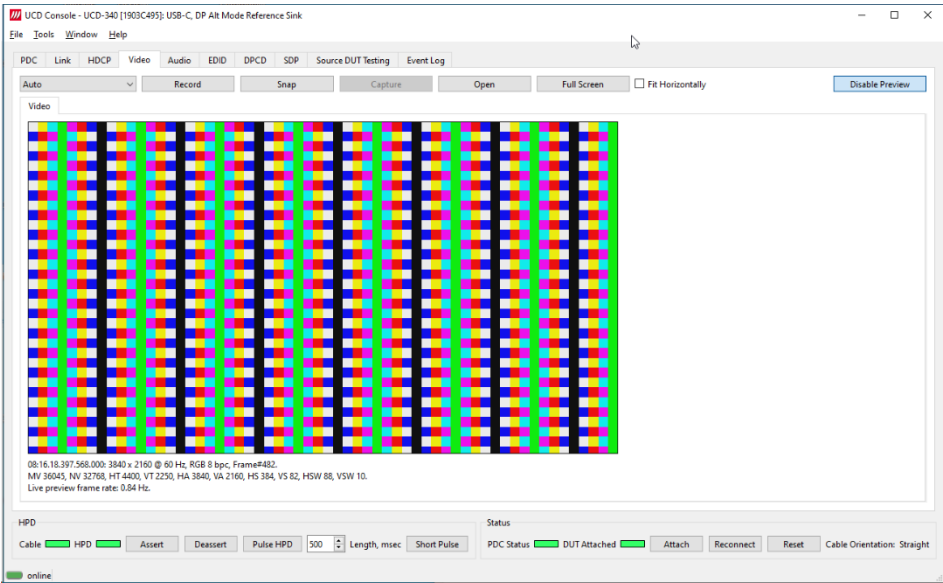 UCD Console - UCD-340 [1903C495]: USB-C, DP Alt Mode Reference Sink
File Tools Window Help
PDC Link HDCP Video Audio EDID DPCD SDP Source DUT Testing Event Log
Auto Record Snap Capture Open Full Screen Fit Horizontally Disable Preview
Video
08:16.18.397.568.000: 3840 x 2160 @ 60 Hz, RGB 8 bpc, Frame#482.
MV 36045, NV 32768, HT 4400, VT 2250, HA 3840, VA 2160, HS 384, VS 82, HSW 88, VSW 10.
Live preview frame rate: 0.84 Hz.
HPD Status
Cable HPD Assert Deassert Pulse HPD 500 Length, msec Short Pulse PDC Status DUT Attached Attach Reconnect Reset Cable Orientation: Straight
online